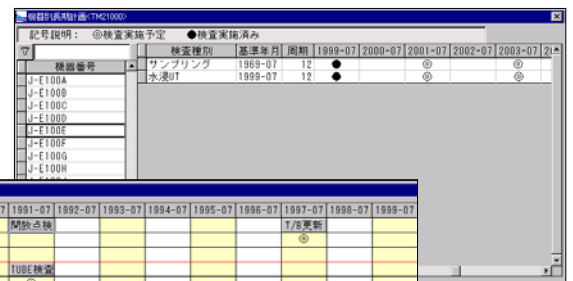 機器別長期計画<TM21000>
記号説明: ◎検査実施予定 ●検査実施済み
機器番号
J-E100A
J-E100B
J-E100C
J-E100D
J-E100E
J-E100F
J-E100G
J-E100H
検査種別 基準年月 周期 1999-07 2000-07 2001-07 2002-07 2003-07
サンプリング 1969-07 12 ● ◎ ◎
水浸UT 1999-07 12 ● ◎ ◎
1991-07 1992-07 1993-07 1994-07 1995-07 1996-07 1997-07 1998-07 1999-07
開放点検 T/B更新
◎
TUBE検査